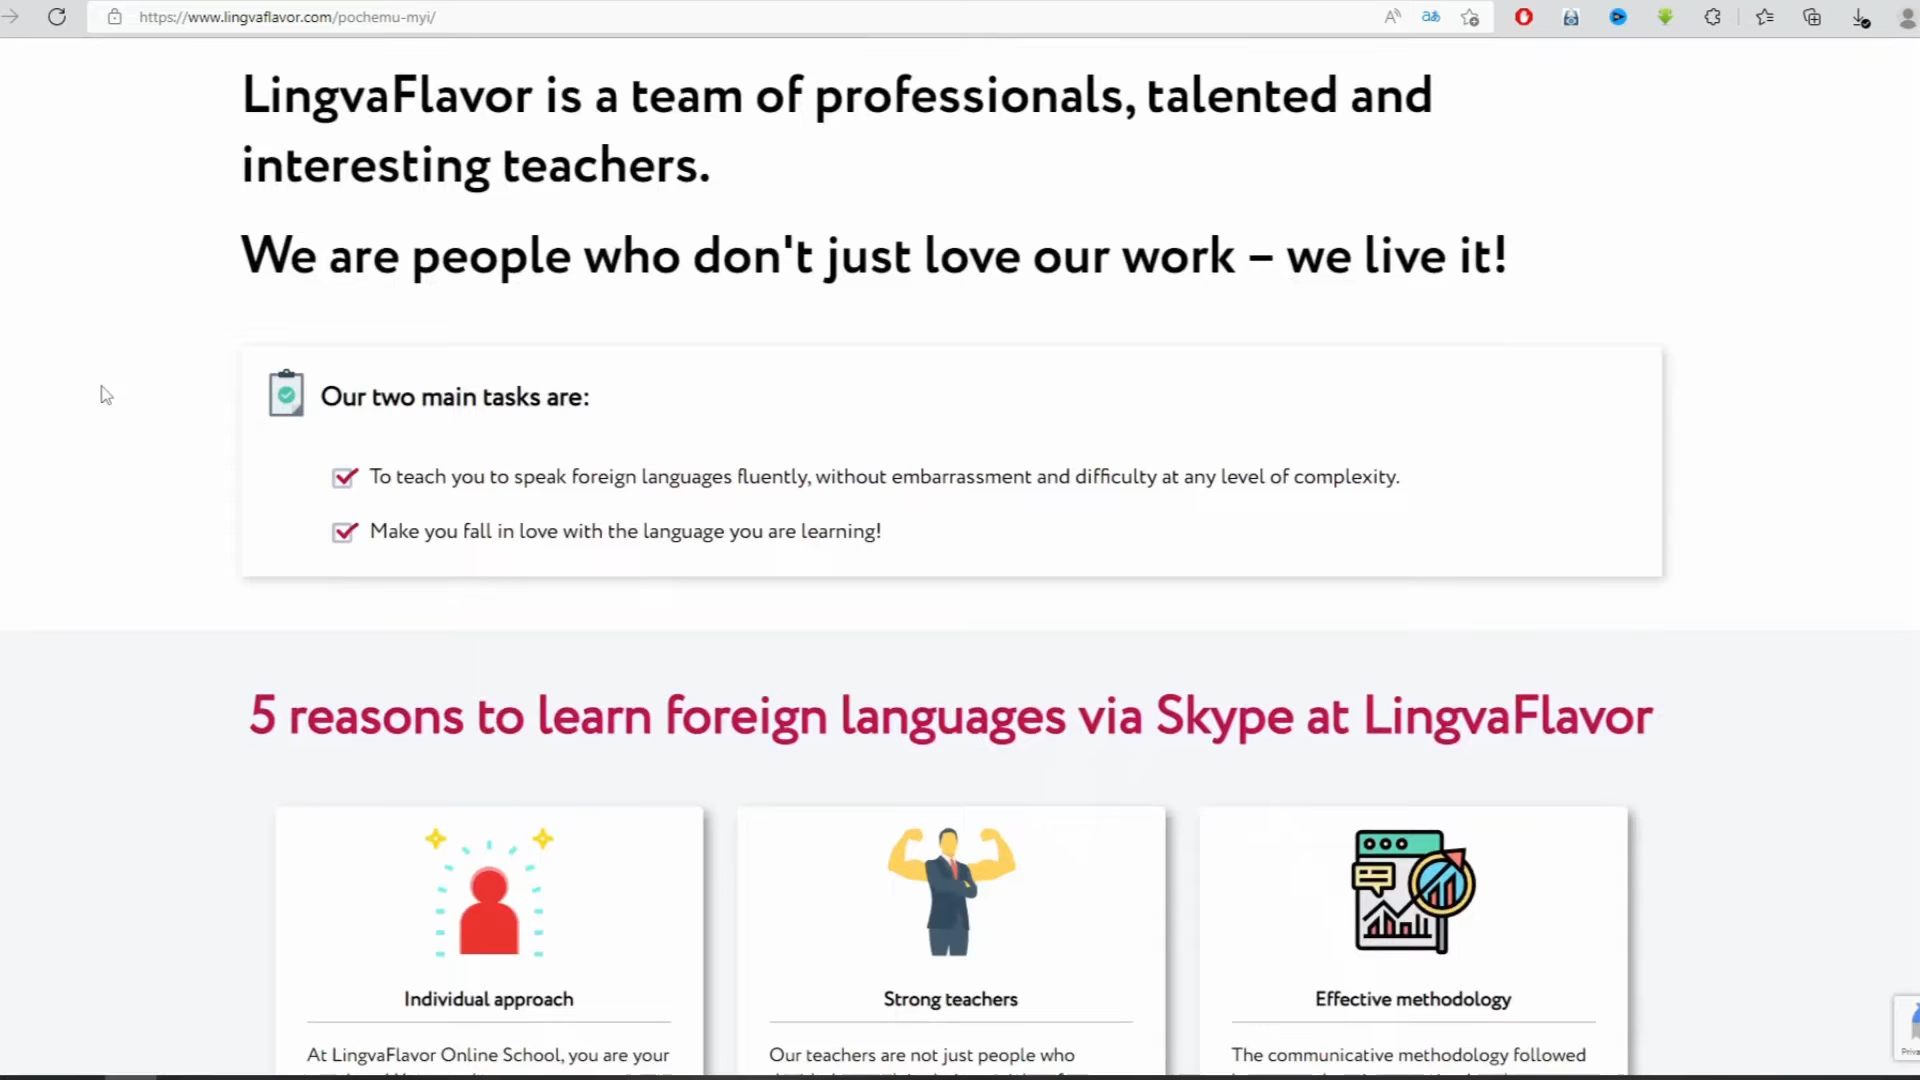 https://www.lingvaflavor.com/pochemu-myi/
LingvaFlavor is a team of professionals, talented and
interesting teachers.
We are people who don't just love our work – we live it!
Our two main tasks are:
To teach you to speak foreign languages fluently, without embarrassment and difficulty at any level of complexity.
Make you fall in love with the language you are learning!
5 reasons to learn foreign languages via Skype at LingvaFlavor
Individual approach
Strong teachers
Effective methodology
At LingvaFlavor Online School, you are your
Our teachers are not just people who
The communicative methodology followed